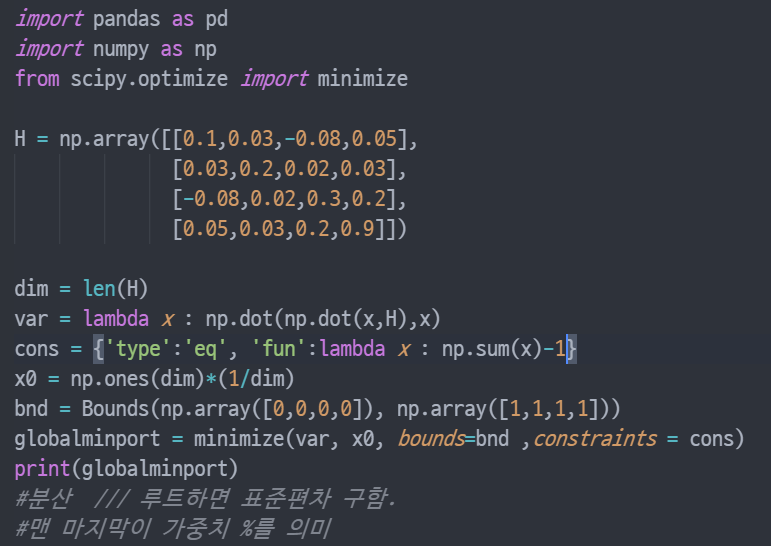 import pandas as pd
import numpy as np
from scipy.optimize import minimize
H = np.array([[0.1,0.03,-0.08,0.05],
[0.03,0.2,0.02,0.03],
[-0.08,0.02,0.3,0.2],
[0.05,0.03,0.2,0.9]])
dim = len(H)
var = lambda x : np.dot(np.dot(x,H),x)
cons = {'type':'eq', 'fun':lambda x : np.sum(x)-1}
x0 = np.ones(dim)*(1/dim)
bnd = Bounds(np.array([0,0,0,0]), np.array([1,1,1,1]))
globalminport = minimize(var, x0, bounds=bnd ,constraints = cons)
print(globalminport)
#분산  /// 루트하면 표준편차 구함.
#맨 마지막이 가중치 %를 의미